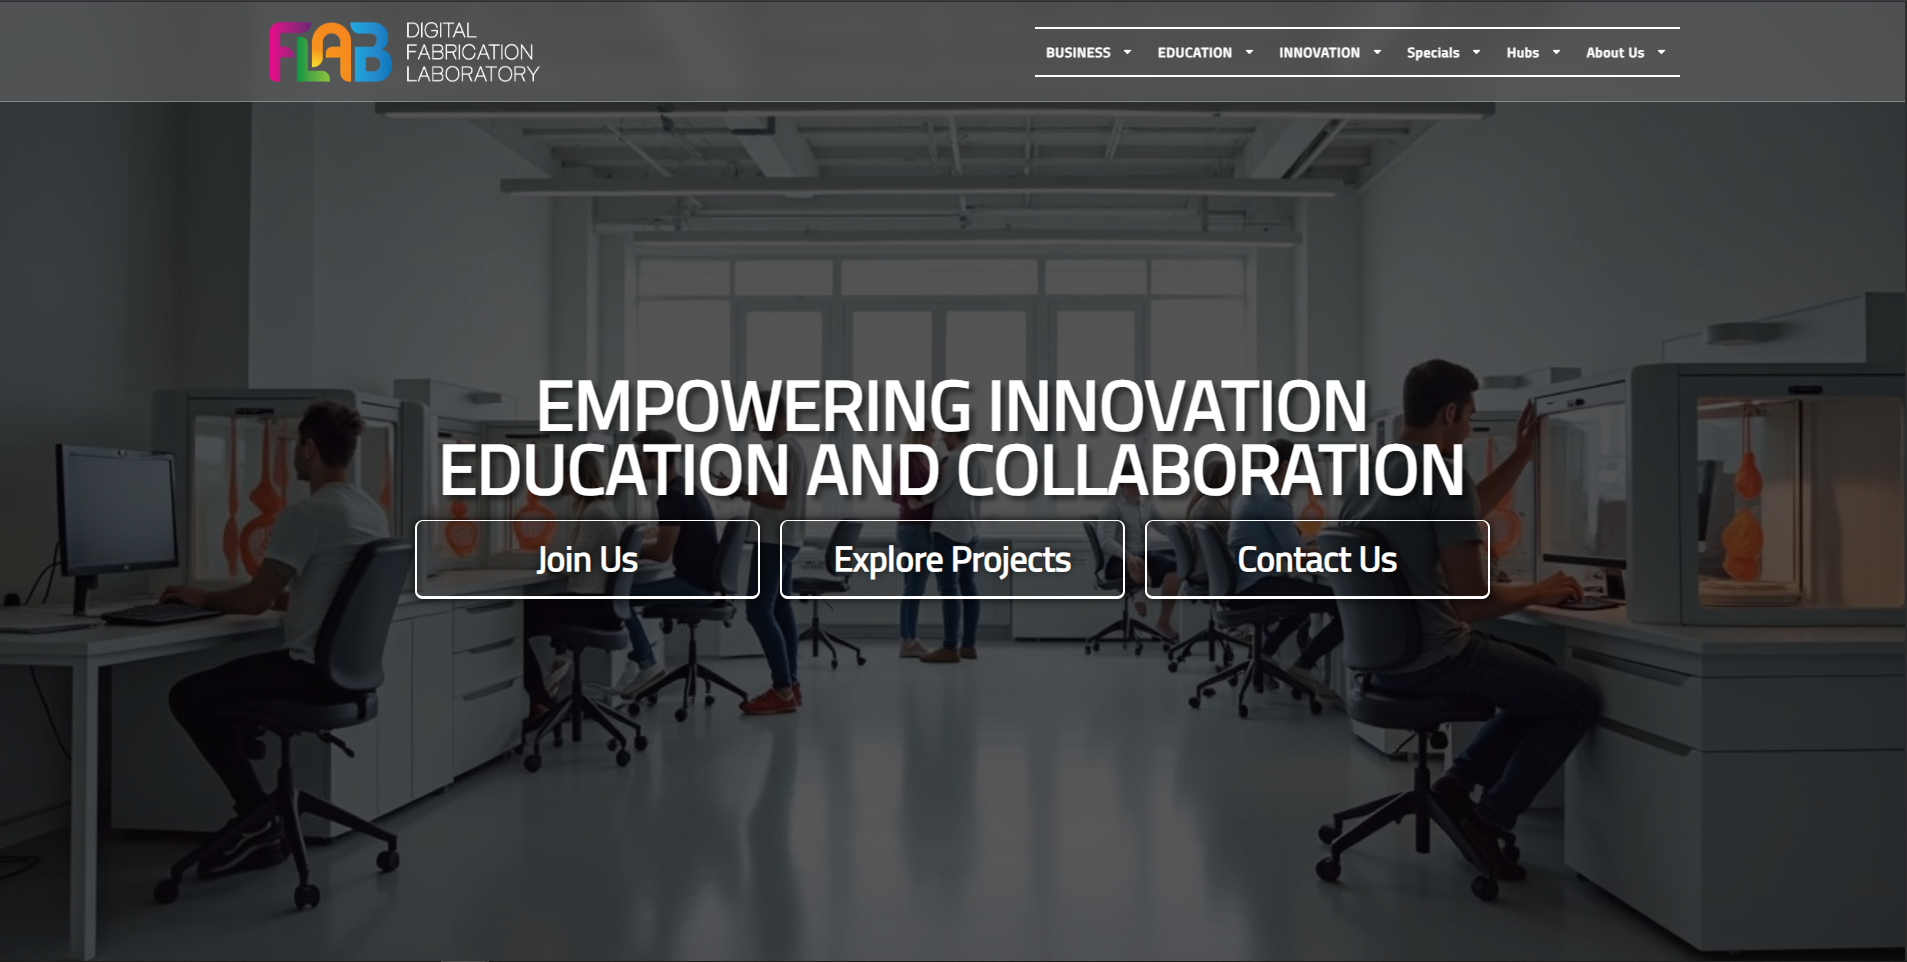 FLAB
DIGITAL
FABRICATION
LABORATORY
BUSINESS
EDUCATION
INNOVATION
Specials
Hubs
About Us
EMPOWERING INNOVATION
EDUCATION AND COLLABORATION
Join Us
Explore Projects
Contact Us